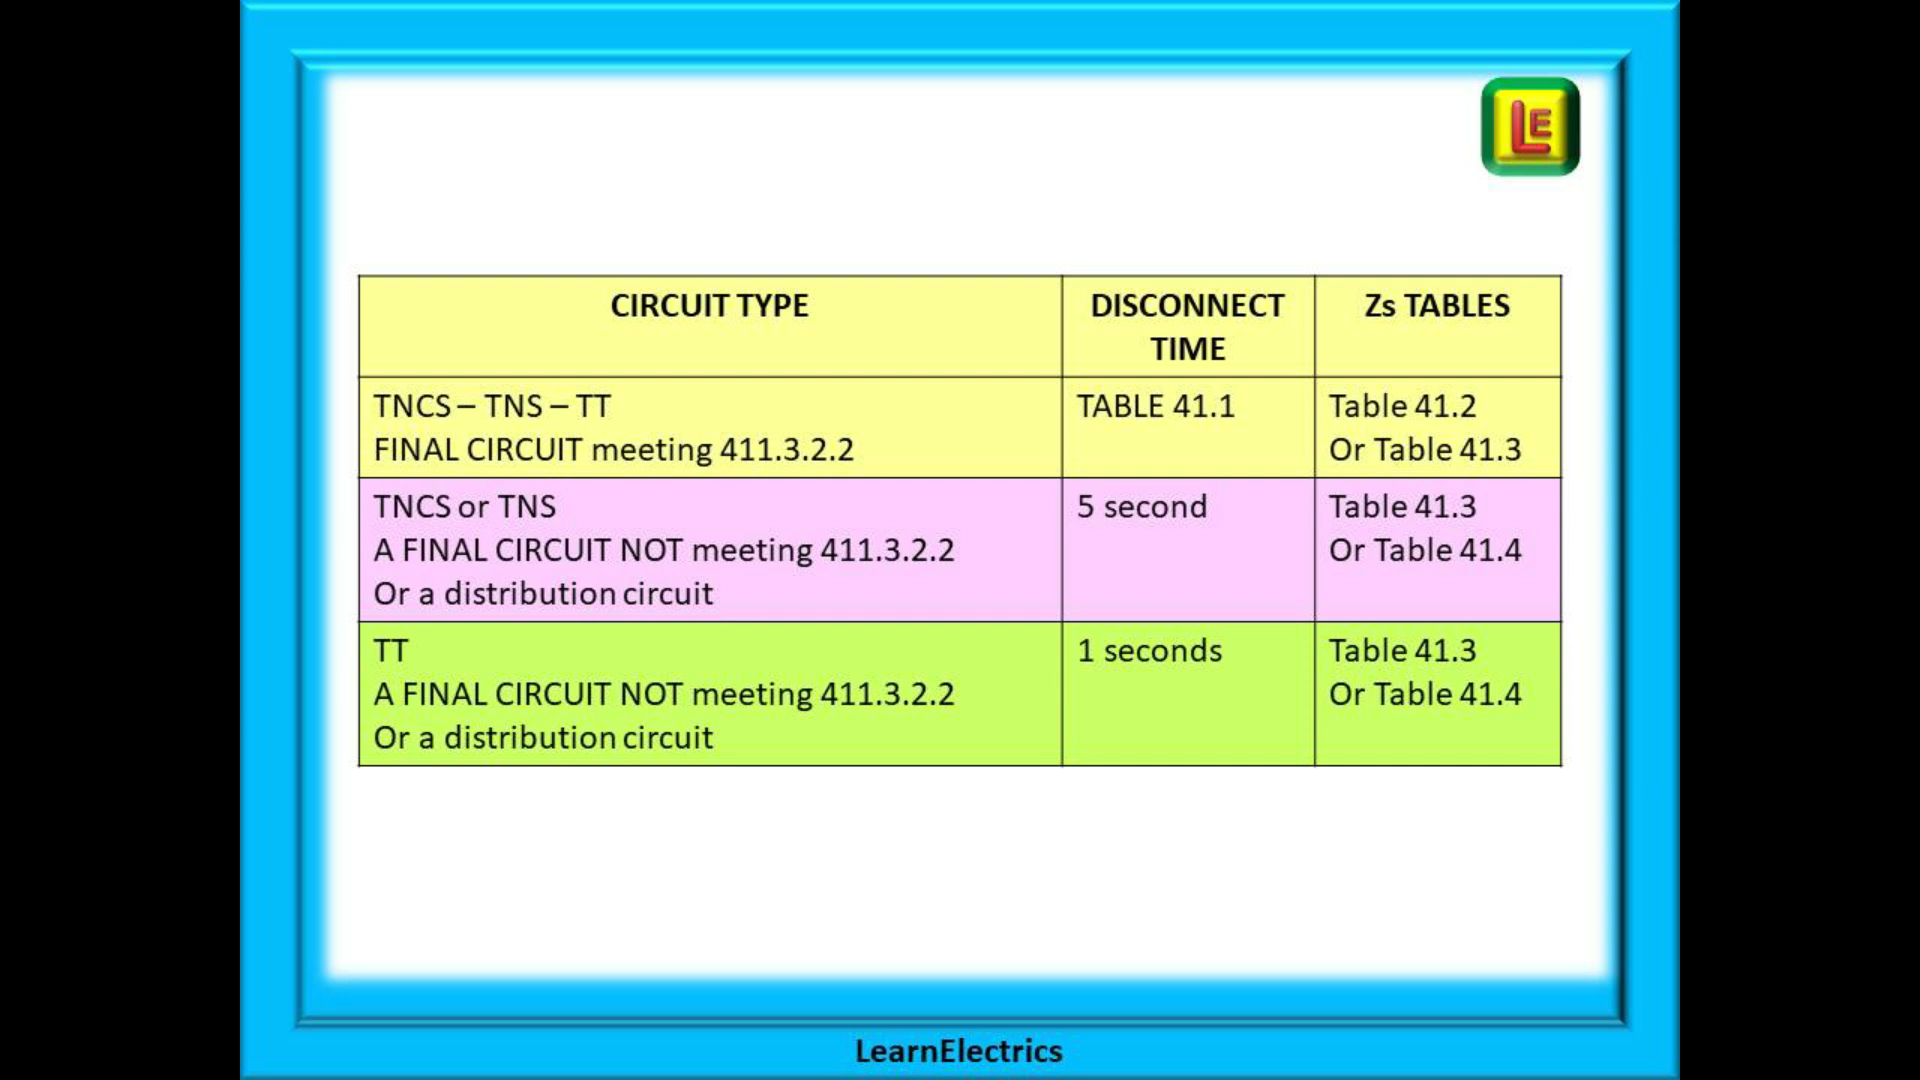 LE
CIRCUIT TYPE
DISCONNECT
TIME
Zs TABLES
TNCS – TNS – TT
FINAL CIRCUIT meeting 411.3.2.2
TABLE 41.1
Table 41.2
Or Table 41.3
TNCS or TNS
A FINAL CIRCUIT NOT meeting 411.3.2.2
Or a distribution circuit
5 second
Table 41.3
Or Table 41.4
TT
A FINAL CIRCUIT NOT meeting 411.3.2.2
Or a distribution circuit
1 seconds
Table 41.3
Or Table 41.4
LearnElectrics